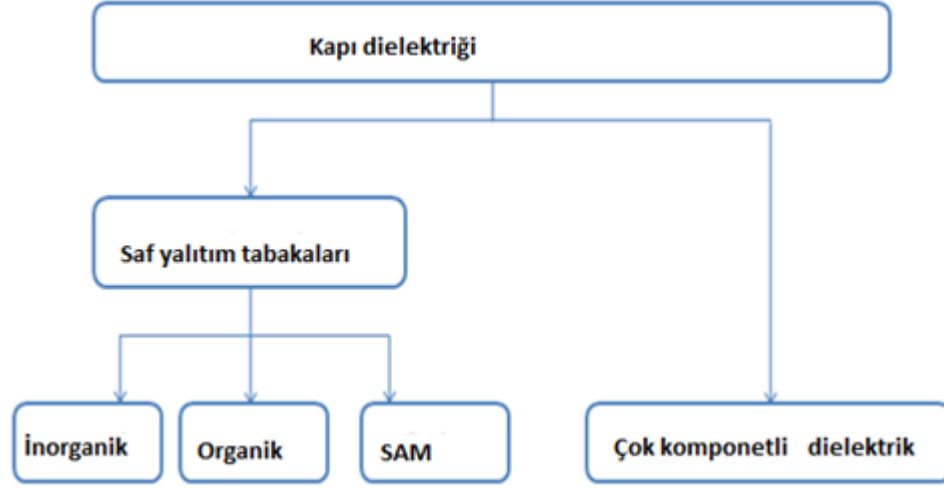 Kapı dielektriği
Saf yalıtım tabakaları
İnorganik
Organik
SAM
Çok komponetli dielektrik